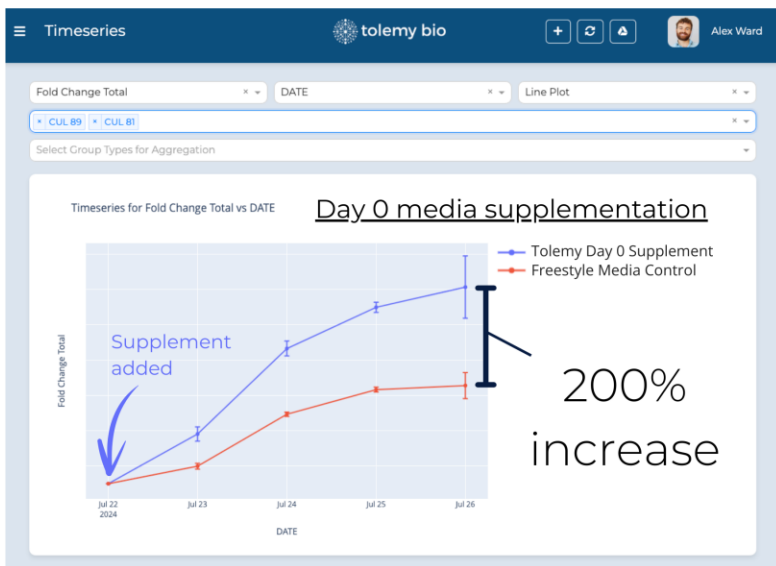 Timeseries
tolemy bio
Alex Ward
Fold Change Total
DATE
Line Plot
× CUL 89 × CUL 81
Select Group Types for Aggregation
Timeseries for Fold Change Total vs DATE
Day 0 media supplementation
Tolemy Day 0 Supplement
Freestyle Media Control
Supplement
added
Fold Change Total
200%
increase
Jul 22
2024
Jul 23
Jul 24
Jul 25
Jul 26
DATE